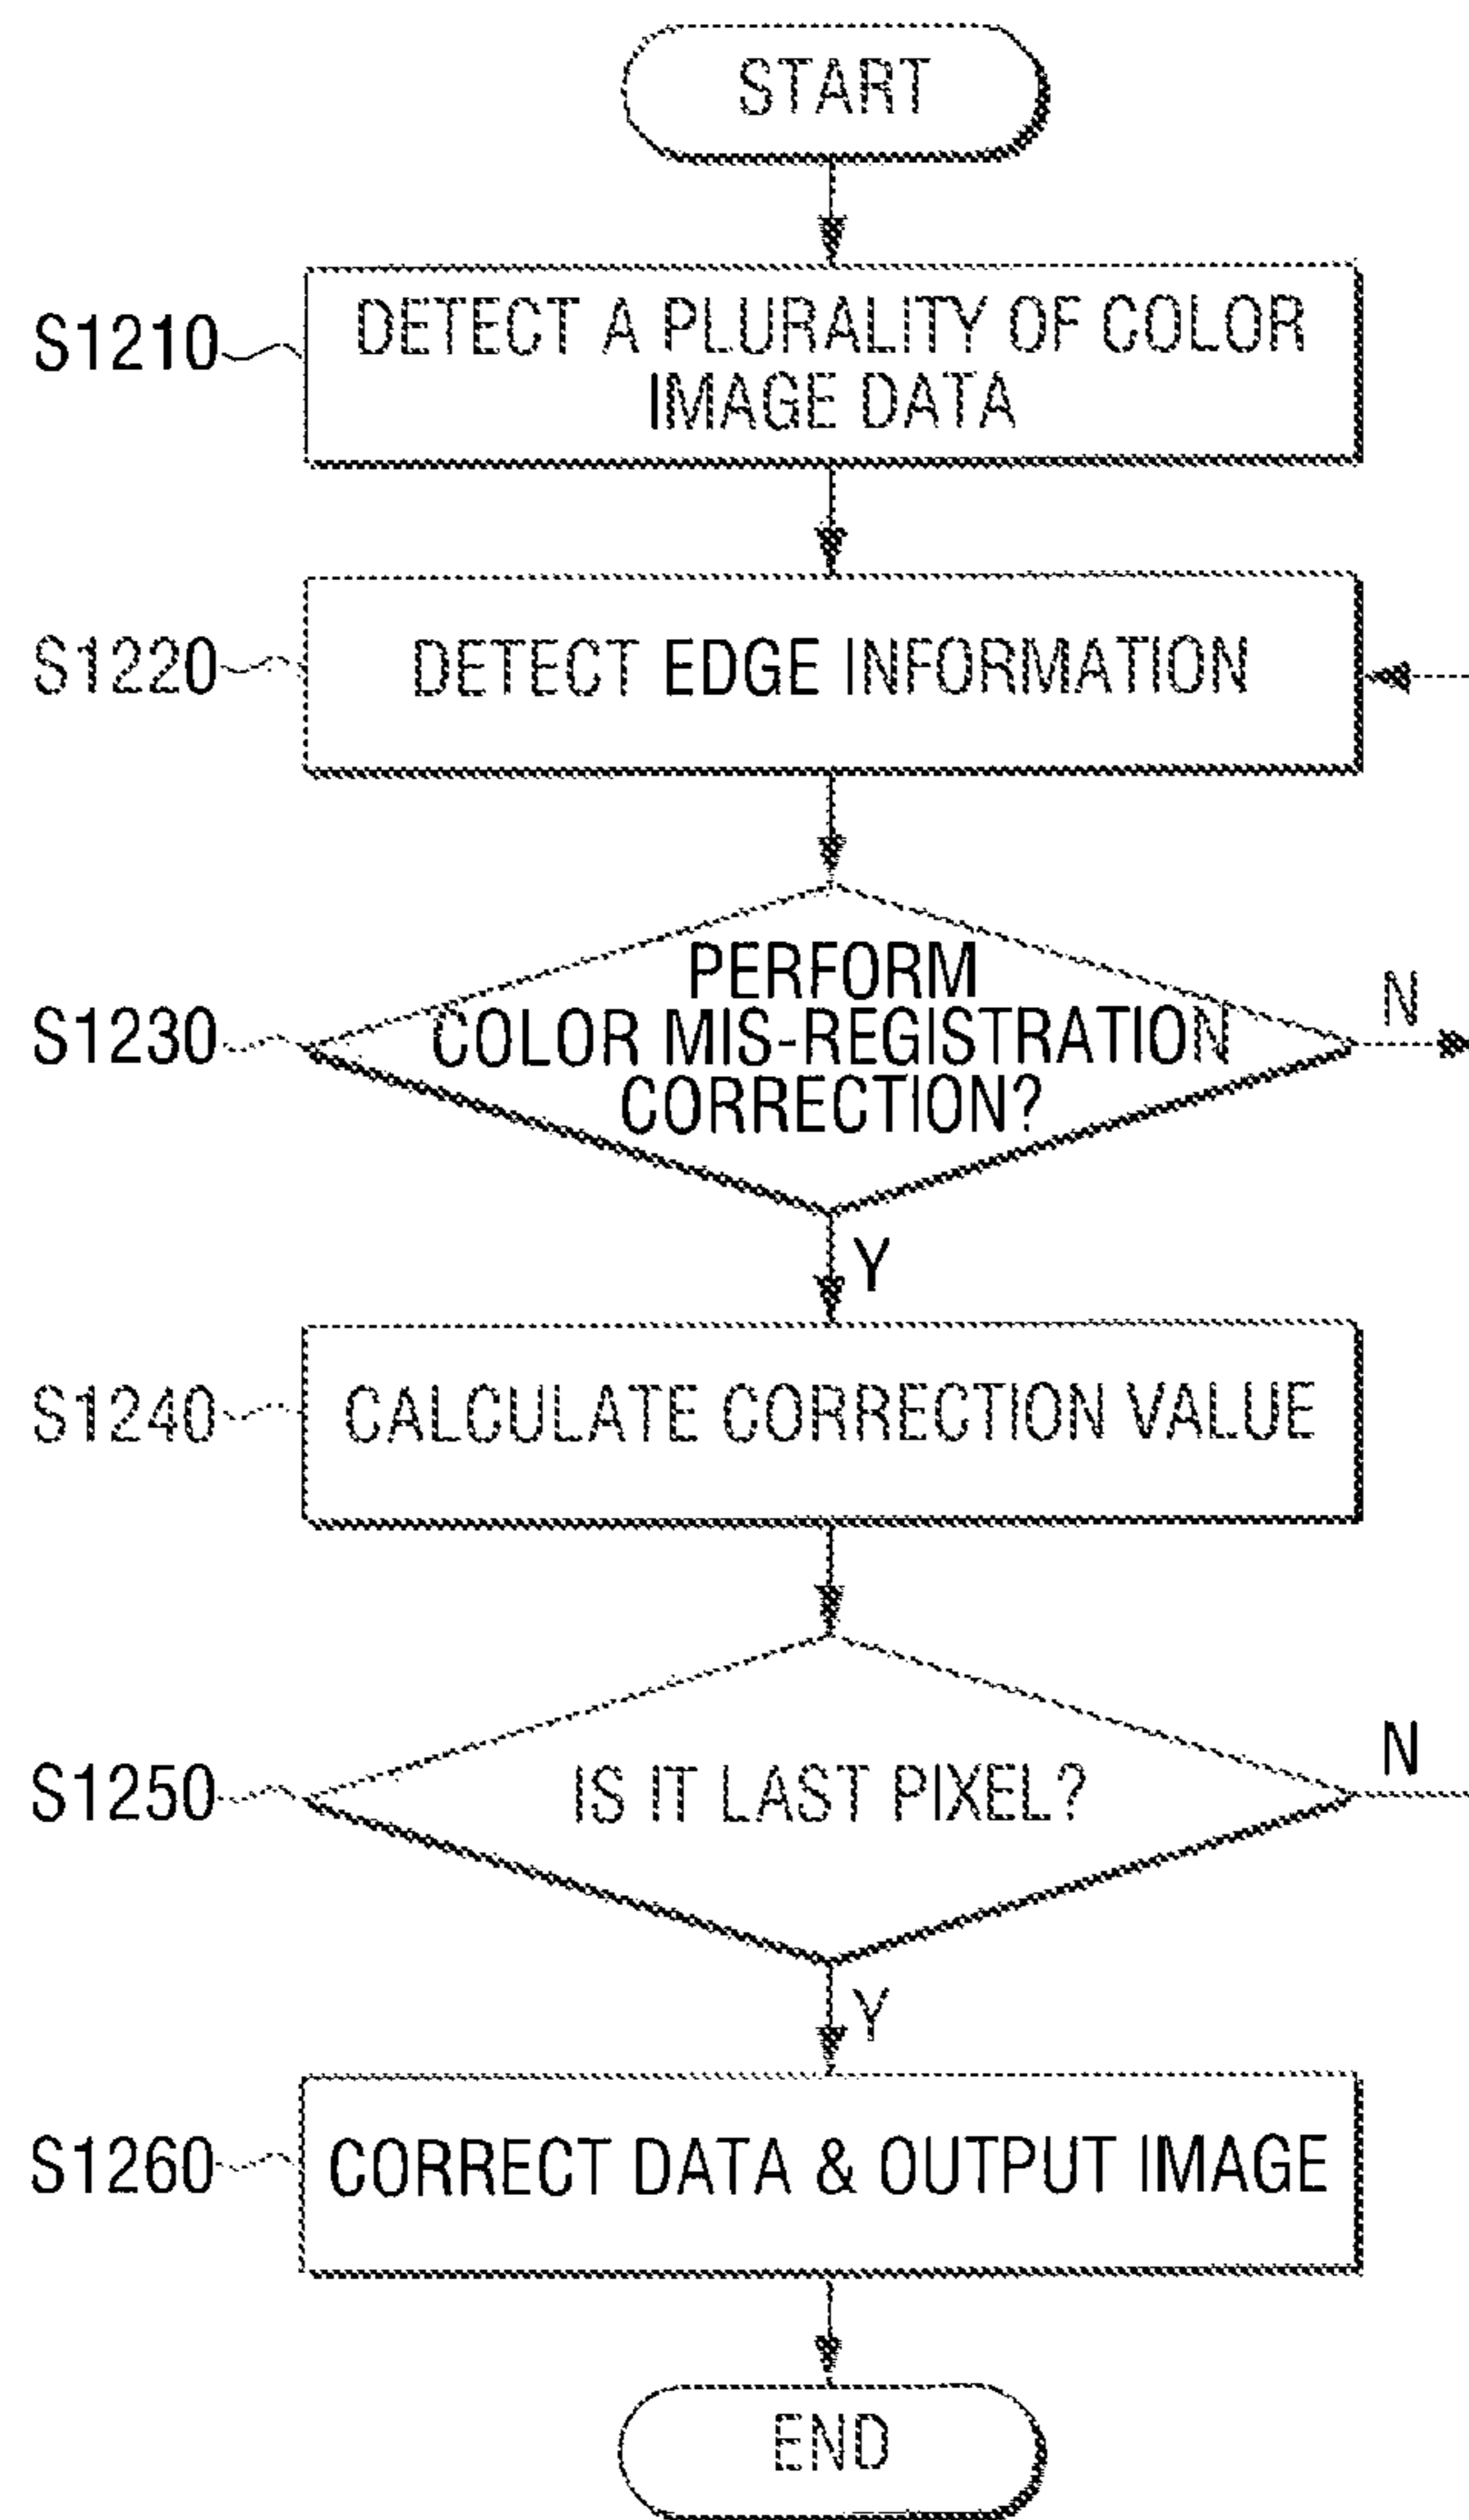 START
S1210
DETECT A PLURALITY OF COLOR
IMAGE DATA
S1220
DETECT EDGE INFORMATION
S1230
PERFORM
COLOR MIS-REGISTRATION
CORRECTION?
N
Y
S1240
CALCULATE CORRECTION VALUE
S1250
IS IT LAST PIXEL?
N
Y
S1260
CORRECT DATA & OUTPUT IMAGE
END